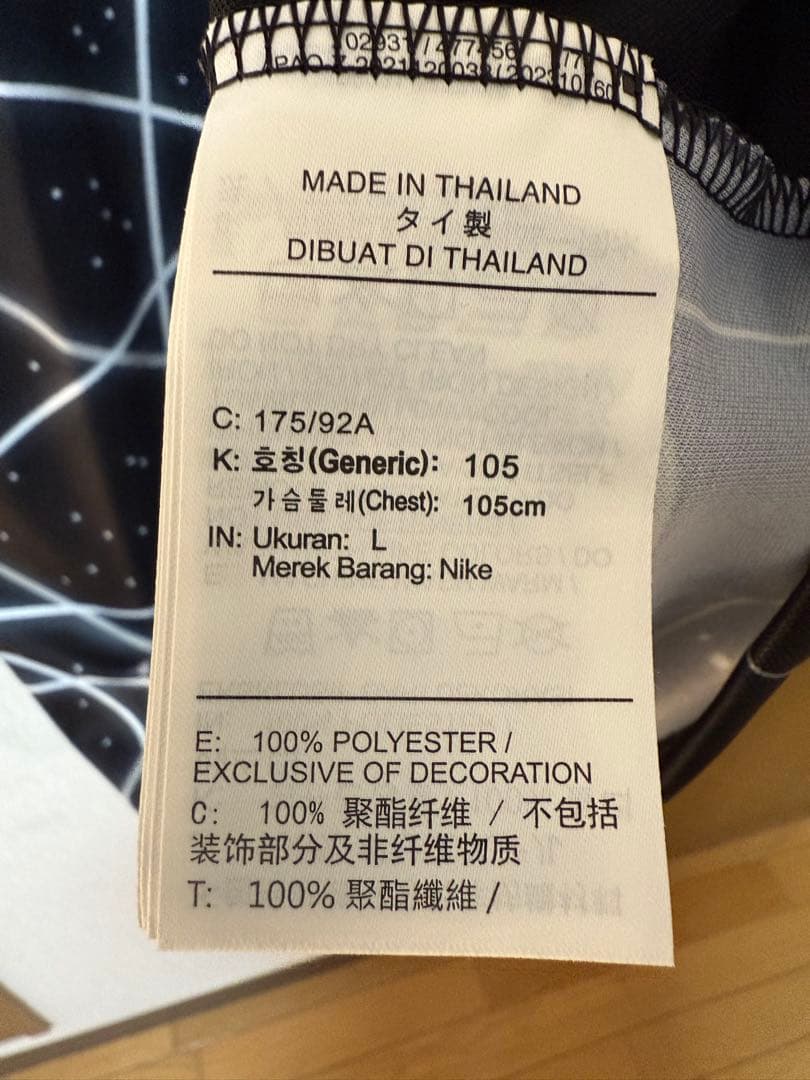 MADE IN THAILAND
タイ製
DIBUAT DI THAILAND
C: 175/92A
K: 호칭(Generic): 105
가슴둘레(Chest): 105cm
IN: Ukuran: L
Merek Barang: Nike
E: 100% POLYESTER /
EXCLUSIVE OF DECORATION
C: 100% 聚酯纤维 / 不包括
装饰部分及非纤维物质
T: 100% 聚酯纖維 /